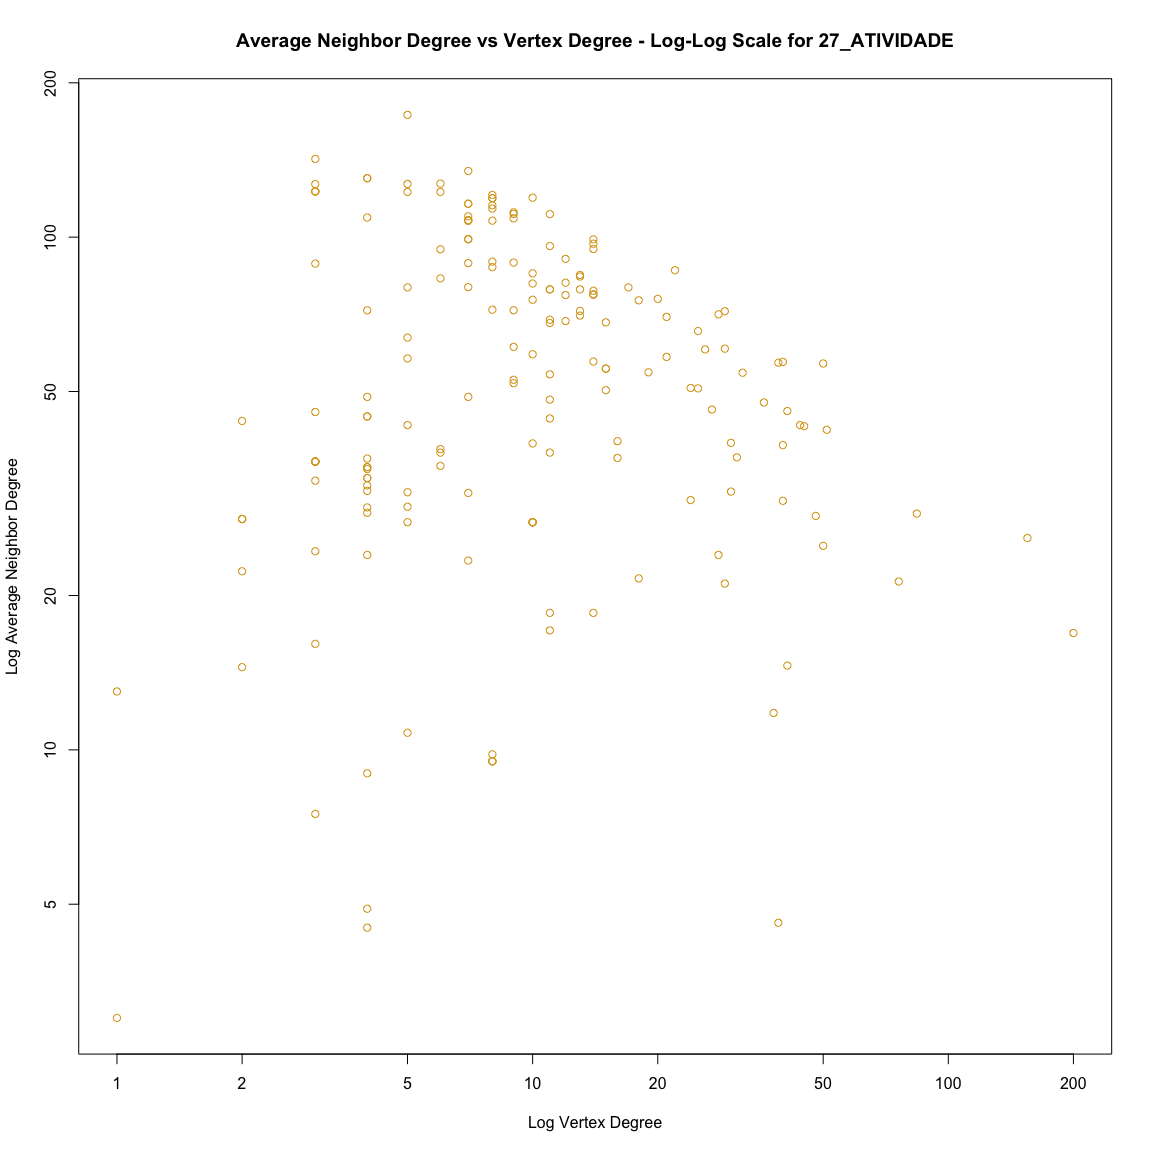 Average Neighbor Degree vs Vertex Degree - Log-Log Scale for 27_ATIVIDADE
200
100
50
20
10
5
Log Average Neighbor Degree
1 2 5 10 20 50 100 200
Log Vertex Degree